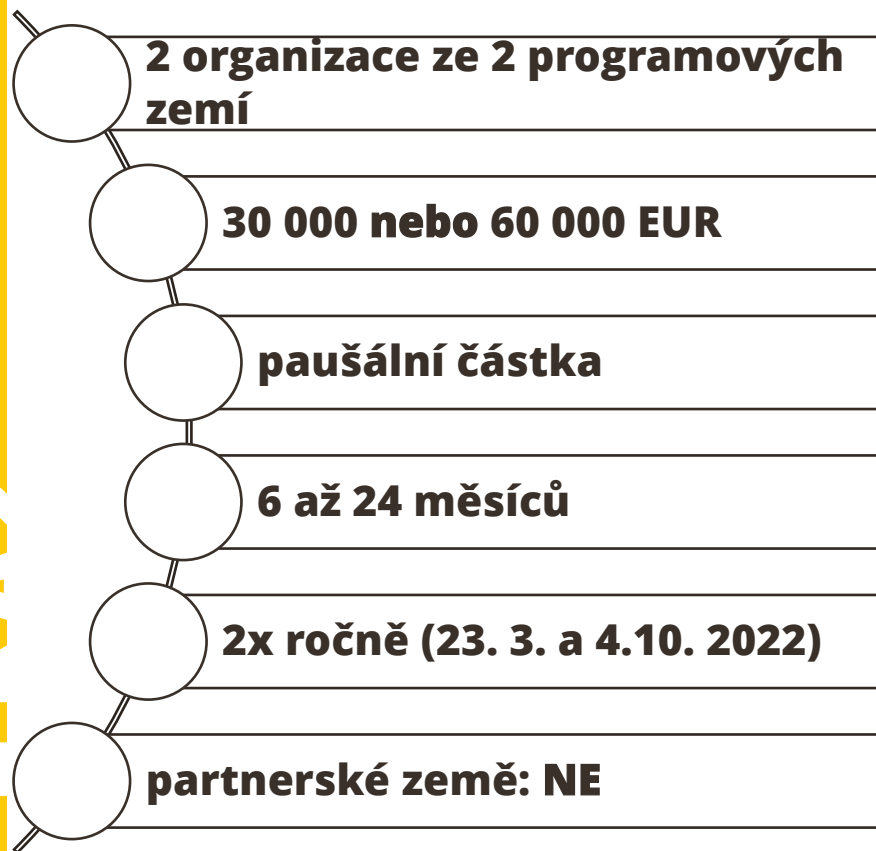 2 organizace ze 2 programových
zemí
30 000 nebo 60 000 EUR
paušální částka
6 až 24 měsíců
2x ročně (23. 3. a 4.10. 2022)
partnerské země: NE